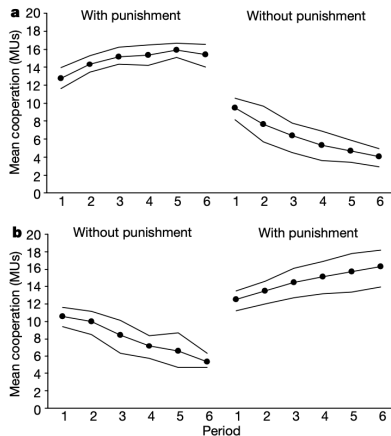 a
With punishment Without punishment
Mean cooperation (MUs)
20
18
16
14
12
10
8
6
4
2
0
1 2 3 4 5 6 1 2 3 4 5 6
b
Without punishment With punishment
Mean cooperation (MUs)
20
18
16
14
12
10
8
6
4
2
0
1 2 3 4 5 6 1 2 3 4 5 6
Period